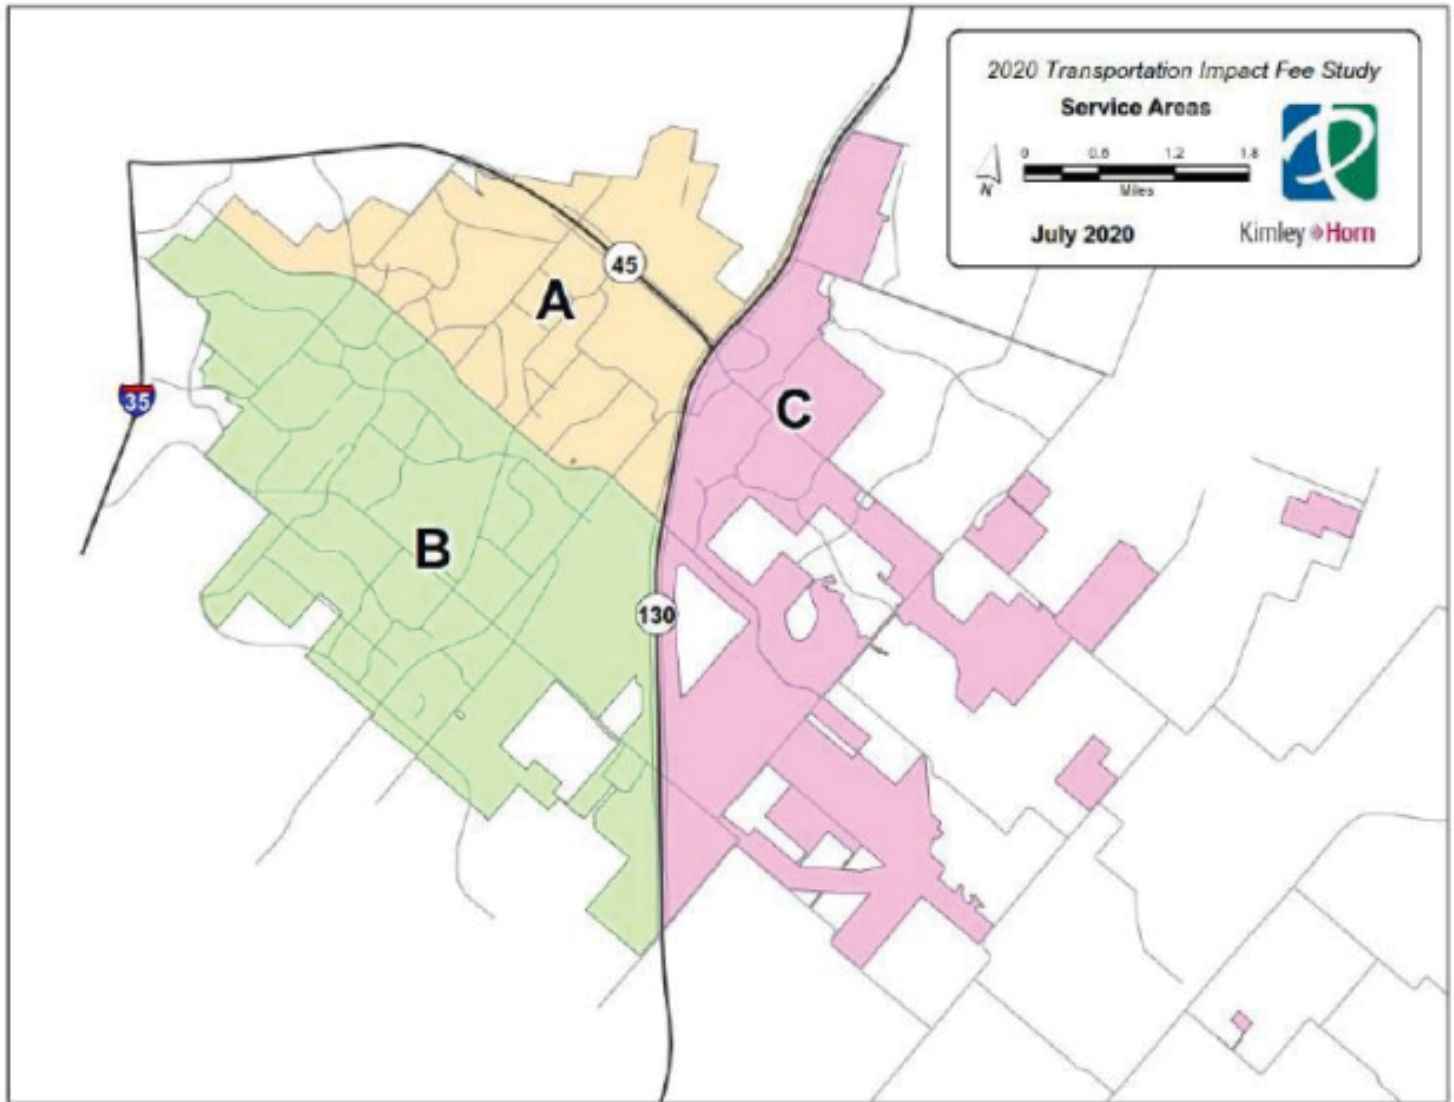 2020 Transportation Impact Fee Study
Service Areas
N
0 0.6 1.2 1.8
Miles
July 2020
Kimley Horn
45
A
35
C
B
130